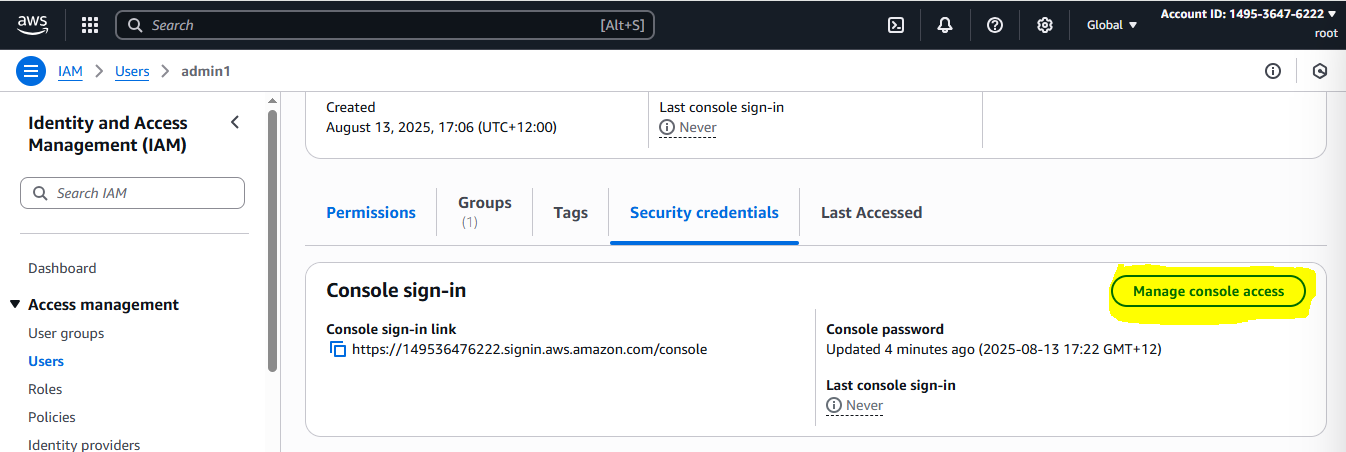 aws
Search [Alt+S]
Global
Account ID: 1495-3647-6222
root
IAM
Users
admin1
Identity and Access
Management (IAM)
Search IAM
Dashboard
Access management
User groups
Users
Roles
Policies
Identity providers
Created
August 13, 2025, 17:06 (UTC+12:00)
Last console sign-in
Never
Permissions
Groups
(1)
Tags
Security credentials
Last Accessed
Console sign-in
Manage console access
Console sign-in link
https://149536476222.signin.aws.amazon.com/console
Console password
Updated 4 minutes ago (2025-08-13 17:22 GMT+12)
Last console sign-in
Never